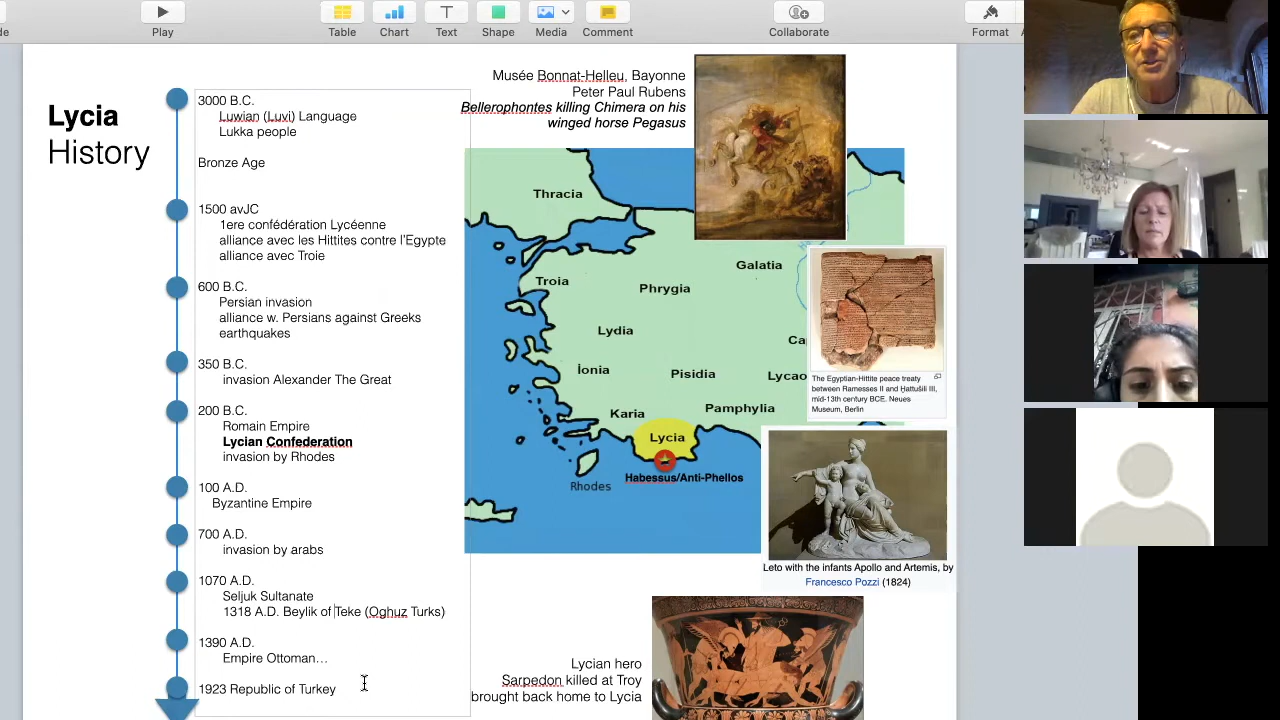 Play
Table
Chart
Text
Shape
Media
Comment
Collaborate
Format
Lycia
History
3000 B.C.
Luwian (Luvi) Language
Lukka people
Bronze Age
1500 avJC
1ere confédération Lycéenne
alliance avec les Hittites contre l'Egypte
alliance avec Troie
600 B.C.
Persian invasion
alliance w. Persians against Greeks
earthquakes
350 B.C.
invasion Alexander The Great
200 B.C.
Romain Empire
Lycian Confederation
invasion by Rhodes
100 A.D.
Byzantine Empire
700 A.D.
invasion by arabs
1070 A.D.
Seljuk Sultanate
1318 A.D. Beylik of Teke (Oghuz Turks)
1390 A.D.
Empire Ottoman…
1923 Republic of Turkey
Musée Bonnat-Helleu, Bayonne
Peter Paul Rubens
Bellerophontes killing Chimera on his
winged horse Pegasus
Thracia
Galatia
Troia
Phrygia
Lydia
Ca
İonia
Pisidia
Lycao
Karia
Pamphylia
Lycia
Rhodes
Habessus/Anti-Phellos
The Egyptian-Hittite peace treaty
between Ramesses II and Hattušili III,
mid-13th century BCE. Neues
Museum, Berlin
Leto with the infants Apollo and Artemis, by
Francesco Pozzi (1824)
Lycian hero
Sarpedon killed at Troy
brought back home to Lycia